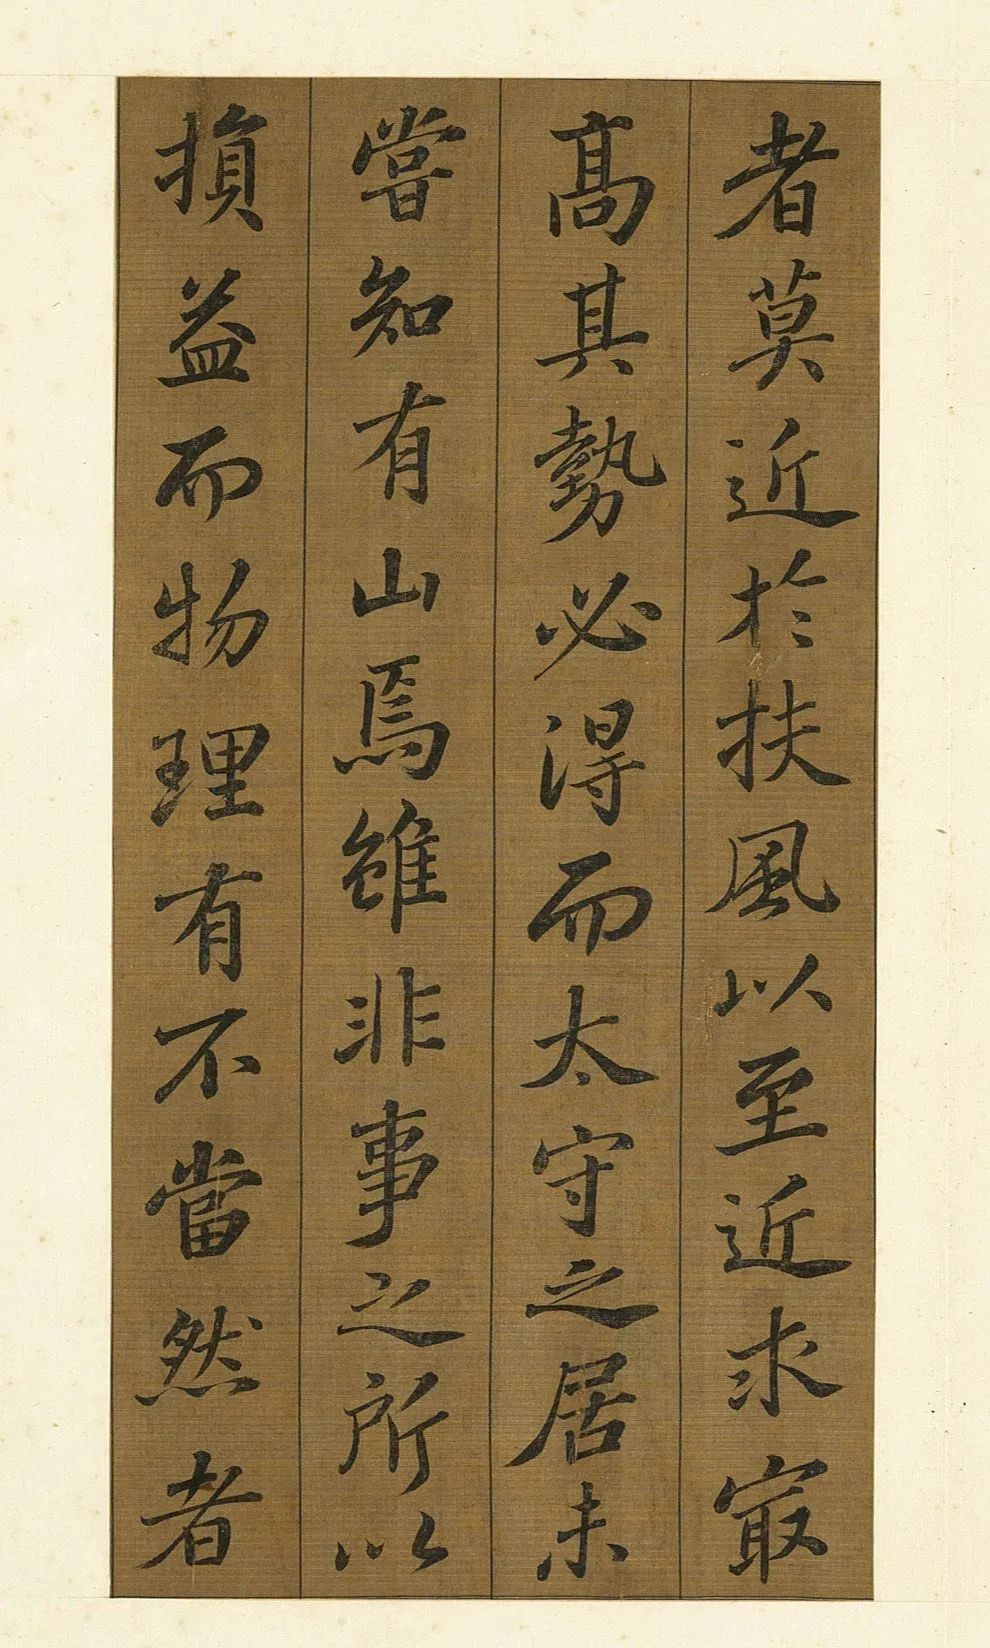 者莫近於扶風以至近求冣
髙其勢必得而太守之居未
嘗知有山焉雖非事之所以
損益而物理有不當然者